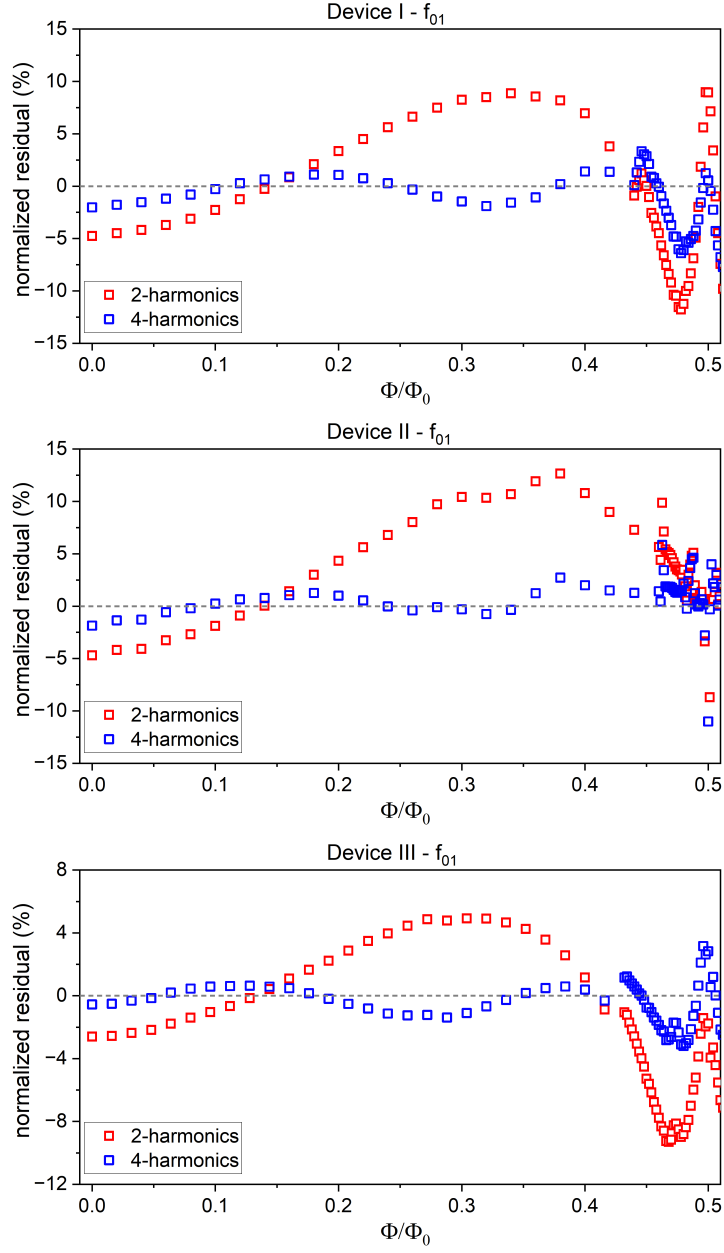 Device I - f01
normalized residual (%)
15
10
5
0
−5
−10
−15
2-harmonics
4-harmonics
0.0 0.1 0.2 0.3 0.4 0.5
Φ/Φ0
Device II - f01
normalized residual (%)
15
10
5
0
−5
−10
−15
2-harmonics
4-harmonics
0.0 0.1 0.2 0.3 0.4 0.5
Φ/Φ0
Device III - f01
normalized residual (%)
8
4
0
−4
−8
−12
2-harmonics
4-harmonics
0.0 0.1 0.2 0.3 0.4 0.5
Φ/Φ0